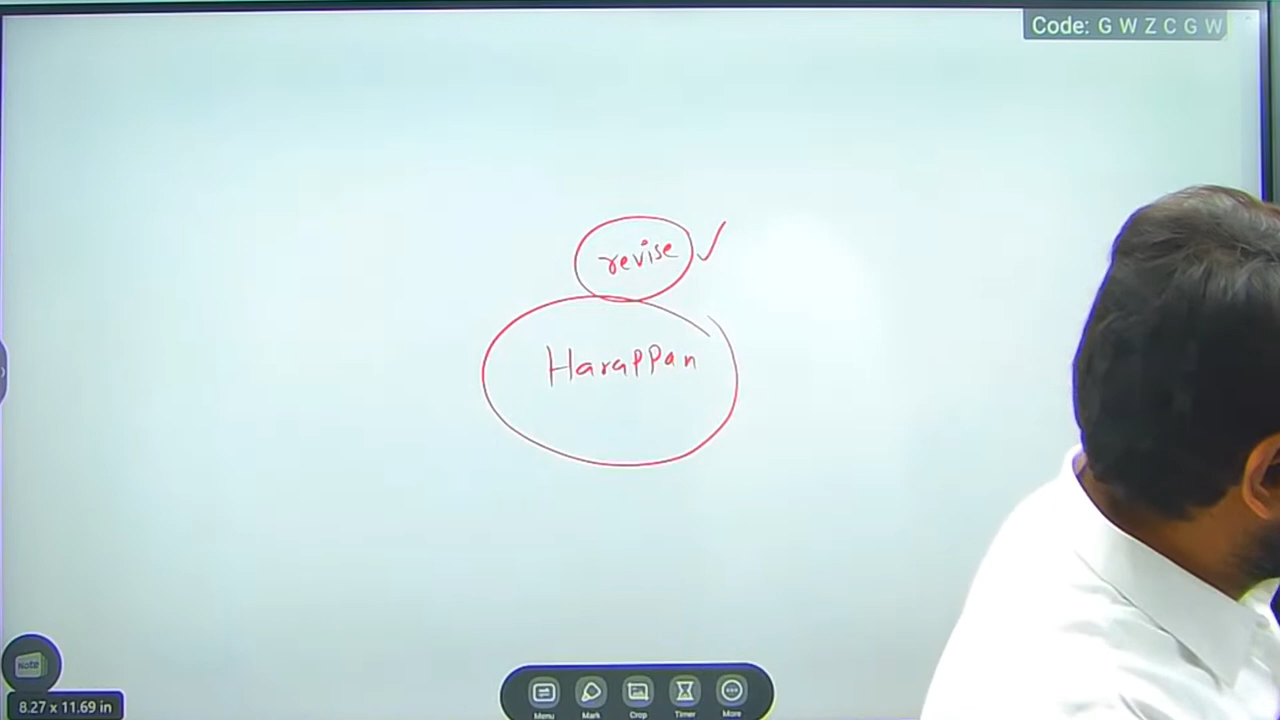 Code: G W Z C G W
revise
Harappan
Note
8.27 x 11.69 in
Menu
Mark
Crop
Timer
More